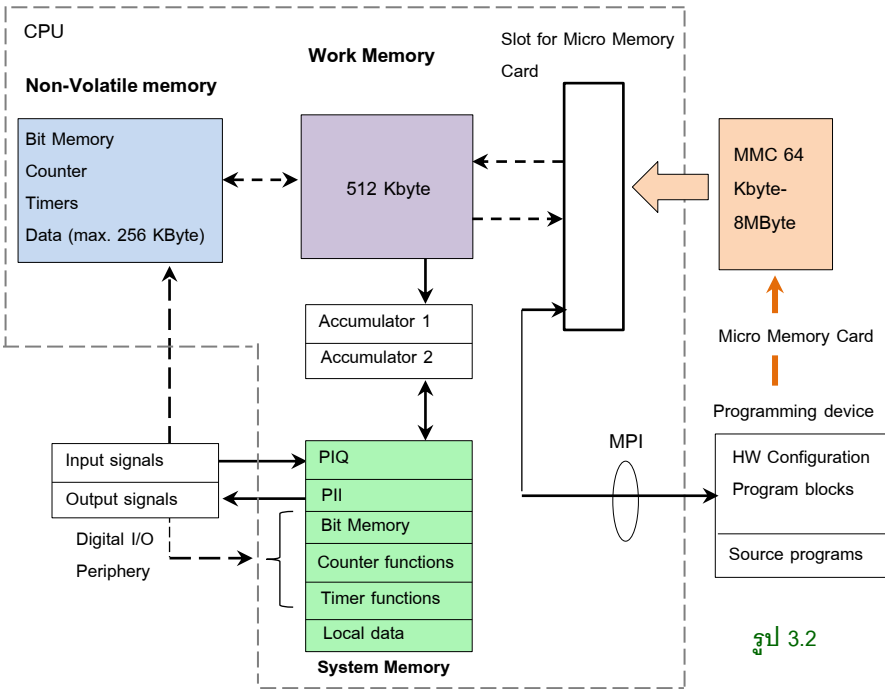 CPU
Non-Volatile memory
Bit Memory
Counter
Timers
Data (max. 256 KByte)
Work Memory
512 Kbyte
Slot for Micro Memory
Card
MMC 64
Kbyte-
8MByte
Micro Memory Card
Programming device
HW Configuration
Program blocks
Source programs
MPI
Accumulator 1
Accumulator 2
Input signals
Output signals
Digital I/O
Periphery
PIQ
PII
Bit Memory
Counter functions
Timer functions
Local data
System Memory
รูป 3.2